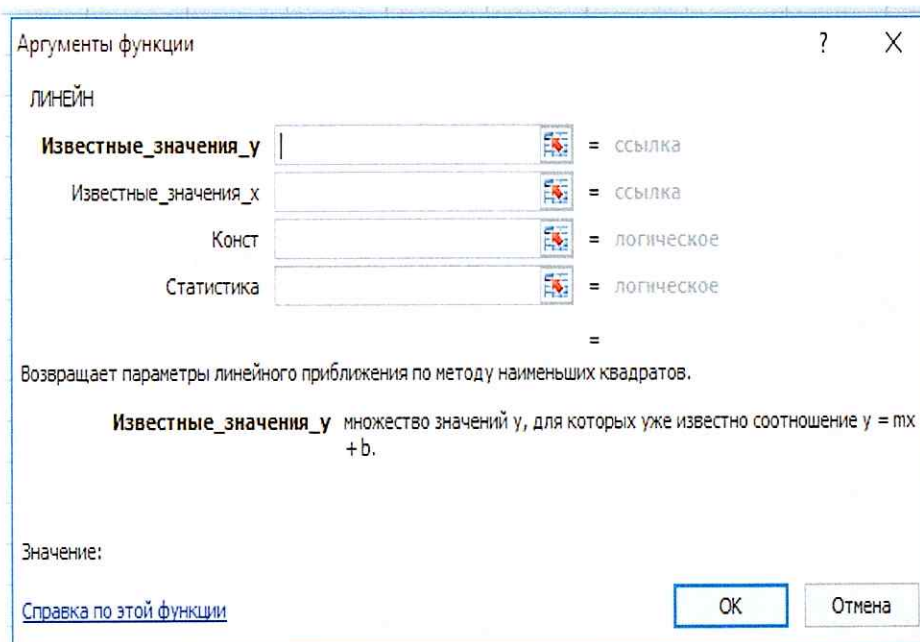 Аргументы функции ? X
ЛИНЕЙН
Известные_значения_y = ссылка
Известные_значения_x = ссылка
Конст = логическое
Статистика = логическое
=
Возвращает параметры линейного приближения по методу наименьших квадратов.
Известные_значения_y множество значений y, для которых уже известно соотношение y = mx
+ b.
Значение:
Справка по этой функции OK Отмена